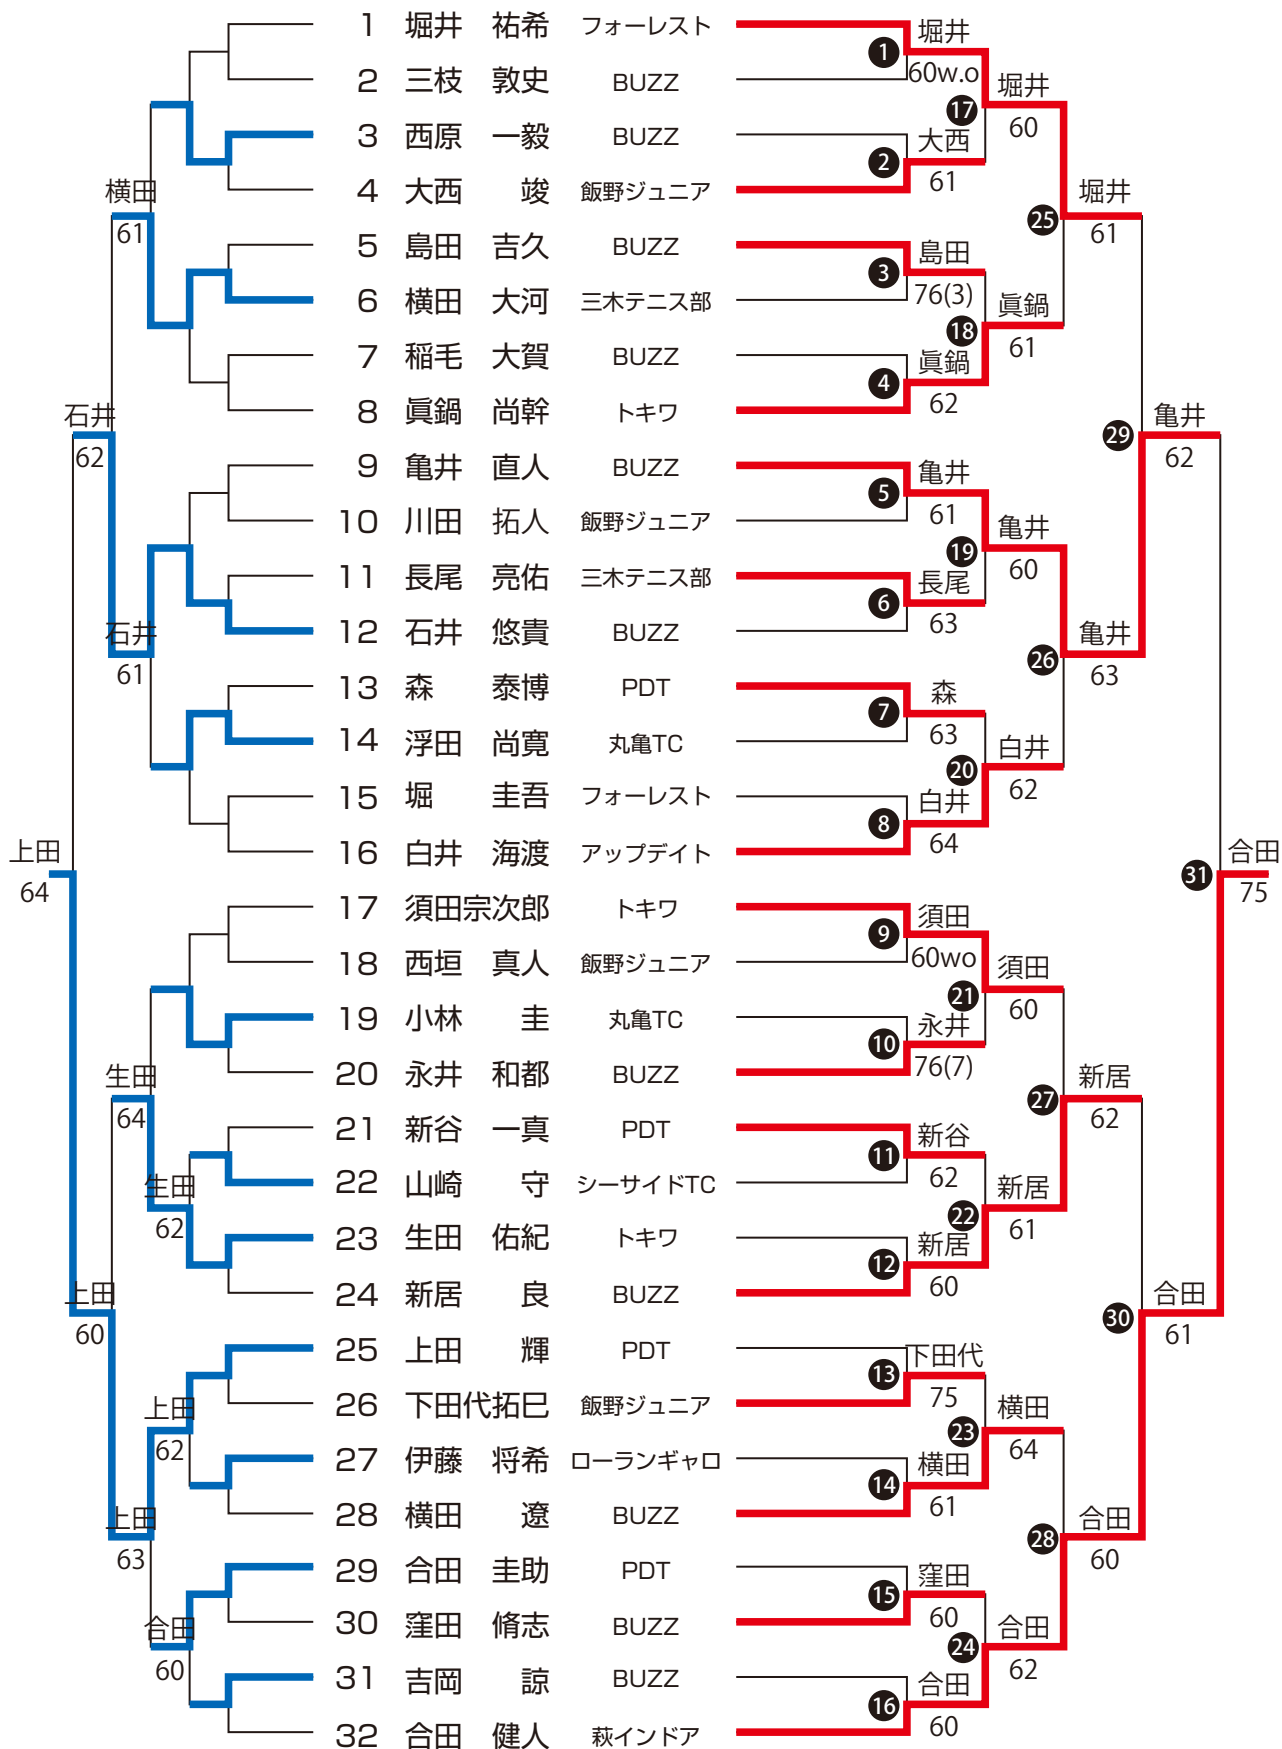 1 堀井 祐希 フォーレスト
2 三枝 敦史 BUZZ
3 西原 一毅 BUZZ
4 大西 竣 飯野ジュニア
5 島田 吉久 BUZZ
6 横田 大河 三木テニス部
7 稲毛 大賀 BUZZ
8 眞鍋 尚幹 トキワ
9 亀井 直人 BUZZ
10 川田 拓人 飯野ジュニア
11 長尾 亮佑 三木テニス部
12 石井 悠貴 BUZZ
13 森 泰博 PDT
14 浮田 尚寛 丸亀TC
15 堀 圭吾 フォーレスト
16 白井 海渡 アップデイト
17 須田宗次郎 トキワ
18 西垣 真人 飯野ジュニア
19 小林 圭 丸亀TC
20 永井 和都 BUZZ
21 新谷 一真 PDT
22 山崎 守 シーサイドTC
23 生田 佑紀 トキワ
24 新居 良 BUZZ
25 上田 輝 PDT
26 下田代拓巳 飯野ジュニア
27 伊藤 将希 ローランギャロ
28 横田 遼 BUZZ
29 合田 圭助 PDT
30 窪田 脩志 BUZZ
31 吉岡 諒 BUZZ
32 合田 健人 萩インドア
1 堀井
60w.o
2 大西
61
3 島田
76(3)
4 眞鍋
62
5 亀井
61
6 長尾
63
7 森
63
8 白井
64
9 須田
60wo
10 永井
76(7)
11 新谷
62
12 新居
60
13 下田代
75
14 横田
61
15 窪田
60
16 合田
60
17 堀井
60
18 眞鍋
61
19 亀井
60
20 白井
62
21 須田
60
22 新居
61
23 横田
64
24 合田
62
25 堀井
61
26 亀井
63
27 新居
62
28 合田
60
29 亀井
62
30 合田
61
31 合田
75
横田
61
石井
62
石井
61
上田
64
生田
64
生田
62
上田
60
上田
62
上田
63
合田
60